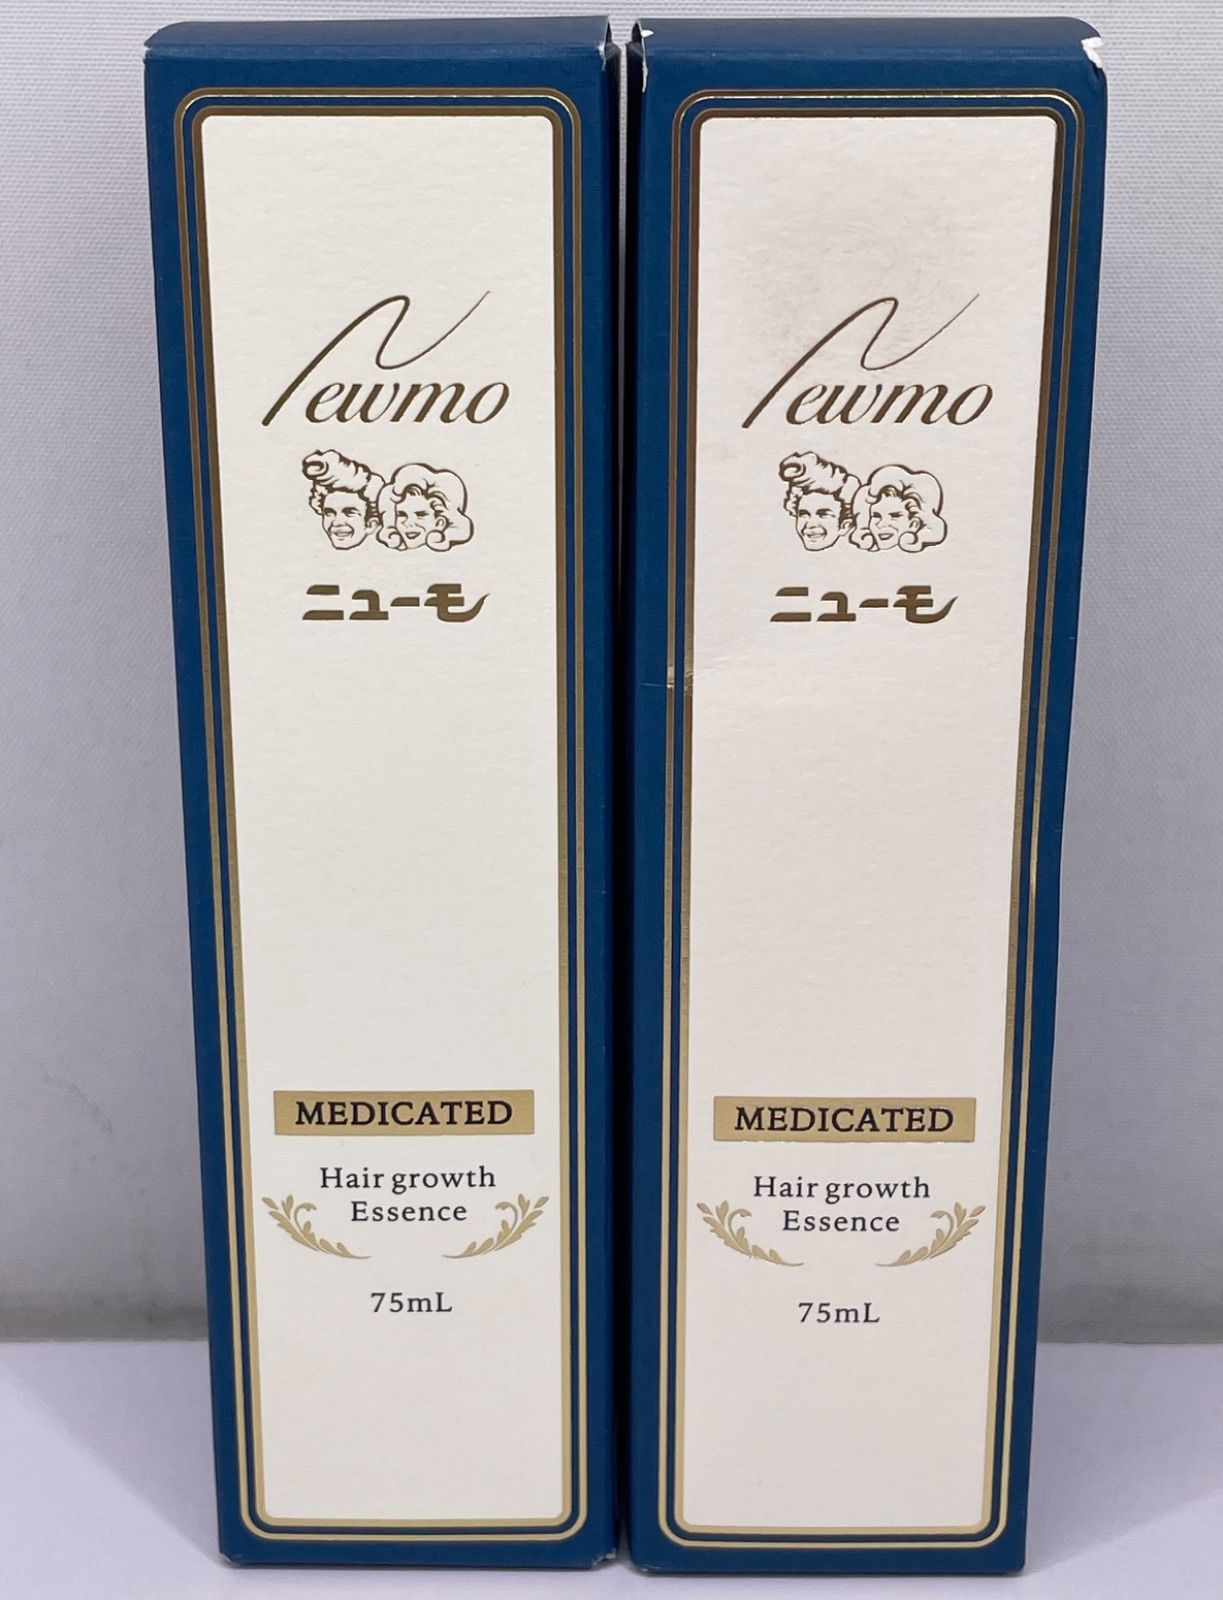 Newmo
ニューモ
MEDICATED
Hair growth
Essence
75mL
Newmo
ニューモ
MEDICATED
Hair growth
Essence
75mL